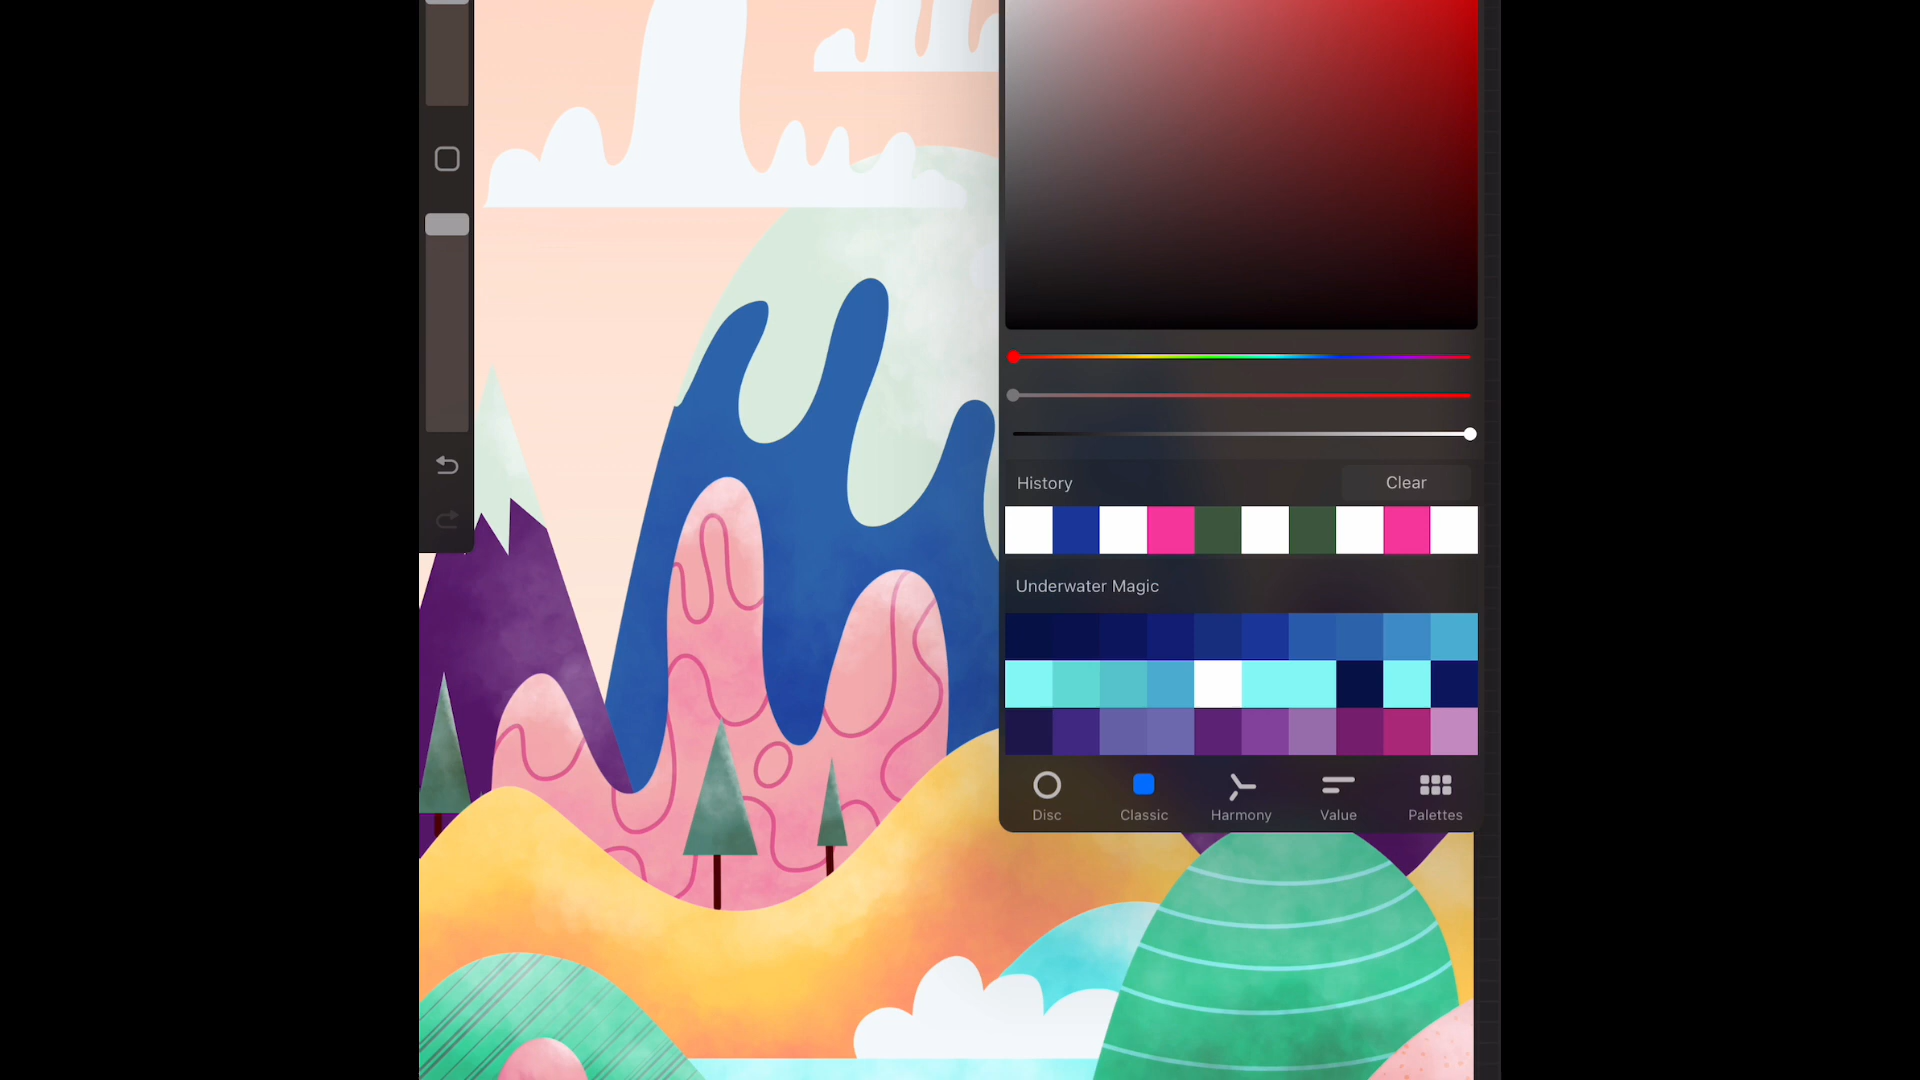 History
Clear
Underwater Magic
Disc
Classic
Harmony
Value
Palettes